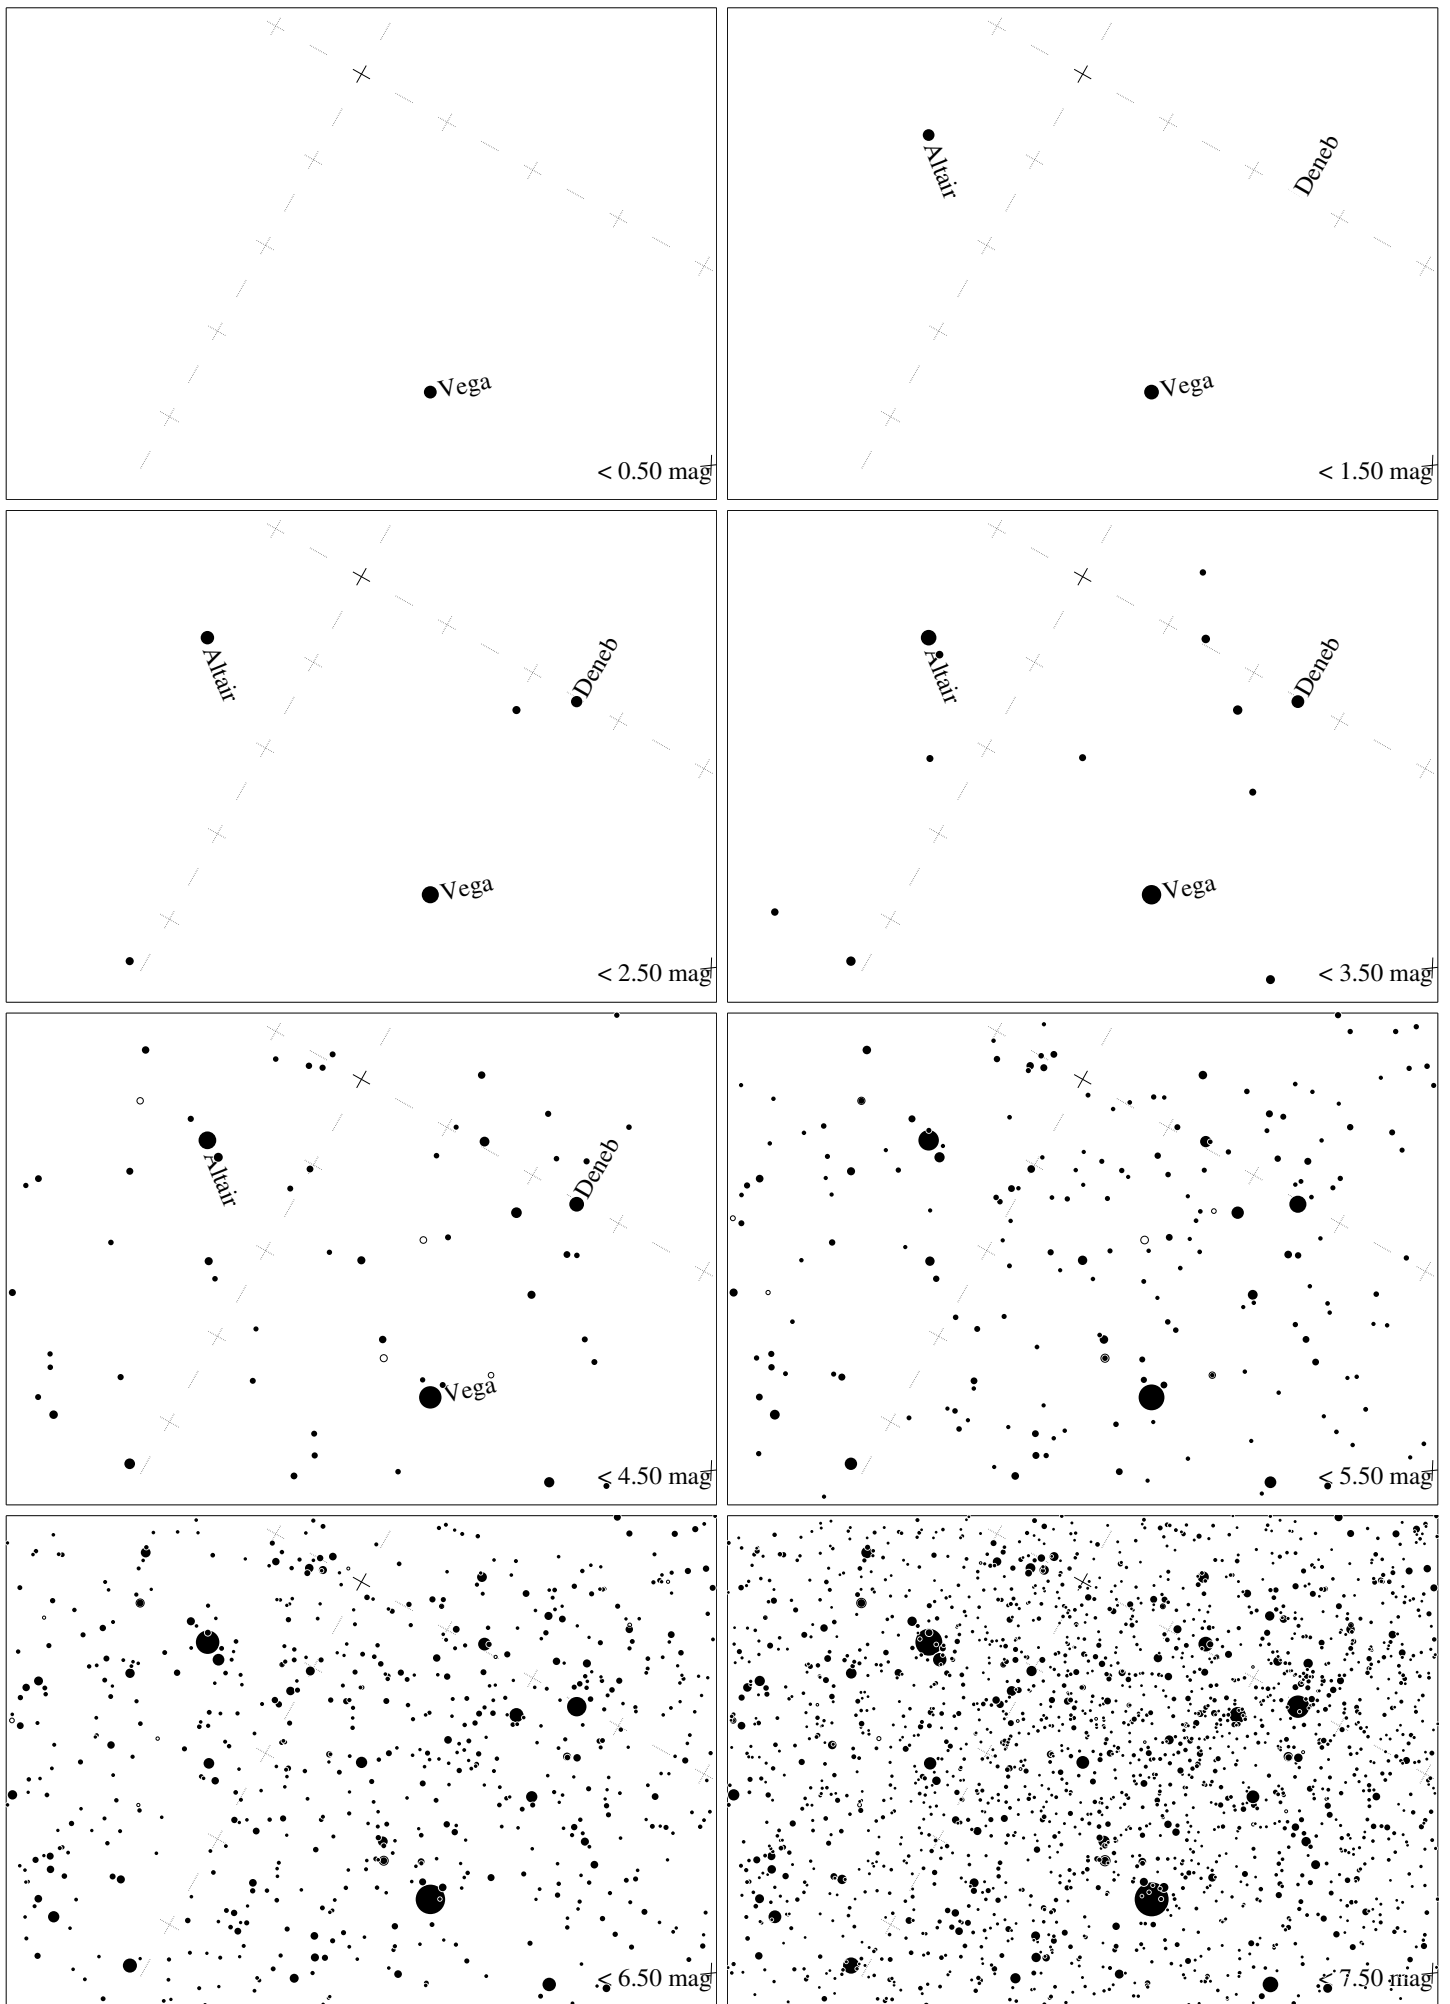 Vega
< 0.50 mag
Altair
Deneb
Vega
< 1.50 mag
Altair
Deneb
Vega
< 2.50 mag
Altair
Deneb
Vega
< 3.50 mag
Altair
Deneb
Vega
< 4.50 mag
< 5.50 mag
< 6.50 mag
< 7.50 mag